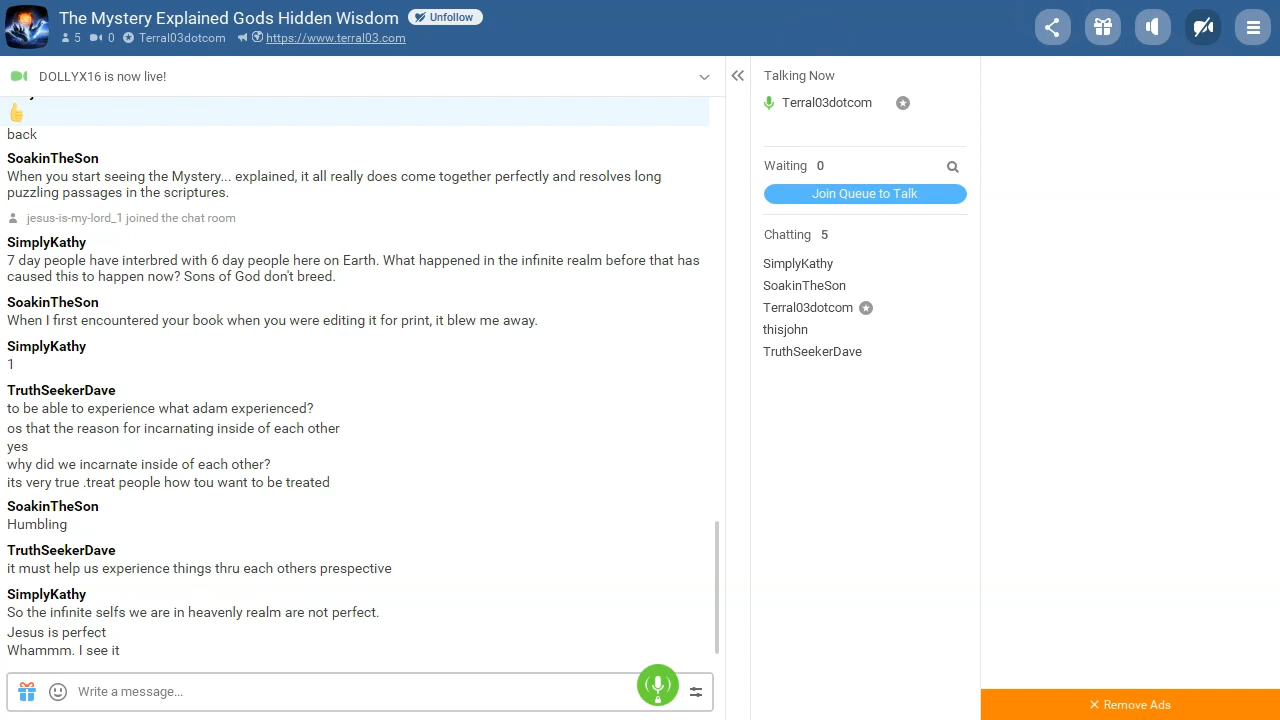 The Mystery Explained Gods Hidden Wisdom
Unfollow
5 0 Terral03dotcom https://www.terral03.com
DOLLYX16 is now live!
back
SoakinTheSon
When you start seeing the Mystery... explained, it all really does come together perfectly and resolves long
puzzling passages in the scriptures.
jesus-is-my-lord_1 joined the chat room
SimplyKathy
7 day people have interbred with 6 day people here on Earth. What happened in the infinite realm before that has
caused this to happen now? Sons of God don't breed.
SoakinTheSon
When I first encountered your book when you were editing it for print, it blew me away.
SimplyKathy
1
TruthSeekerDave
to be able to experience what adam experienced?
os that the reason for incarnating inside of each other
yes
why did we incarnate inside of each other?
its very true .treat people how tou want to be treated
SoakinTheSon
Humbling
TruthSeekerDave
it must help us experience things thru each others prespective
SimplyKathy
So the infinite selfs we are in heavenly realm are not perfect.
Jesus is perfect
Whammm. I see it
Write a message...
Talking Now
Terral03dotcom
Waiting 0
Join Queue to Talk
Chatting 5
SimplyKathy
SoakinTheSon
Terral03dotcom
thisjohn
TruthSeekerDave
Remove Ads